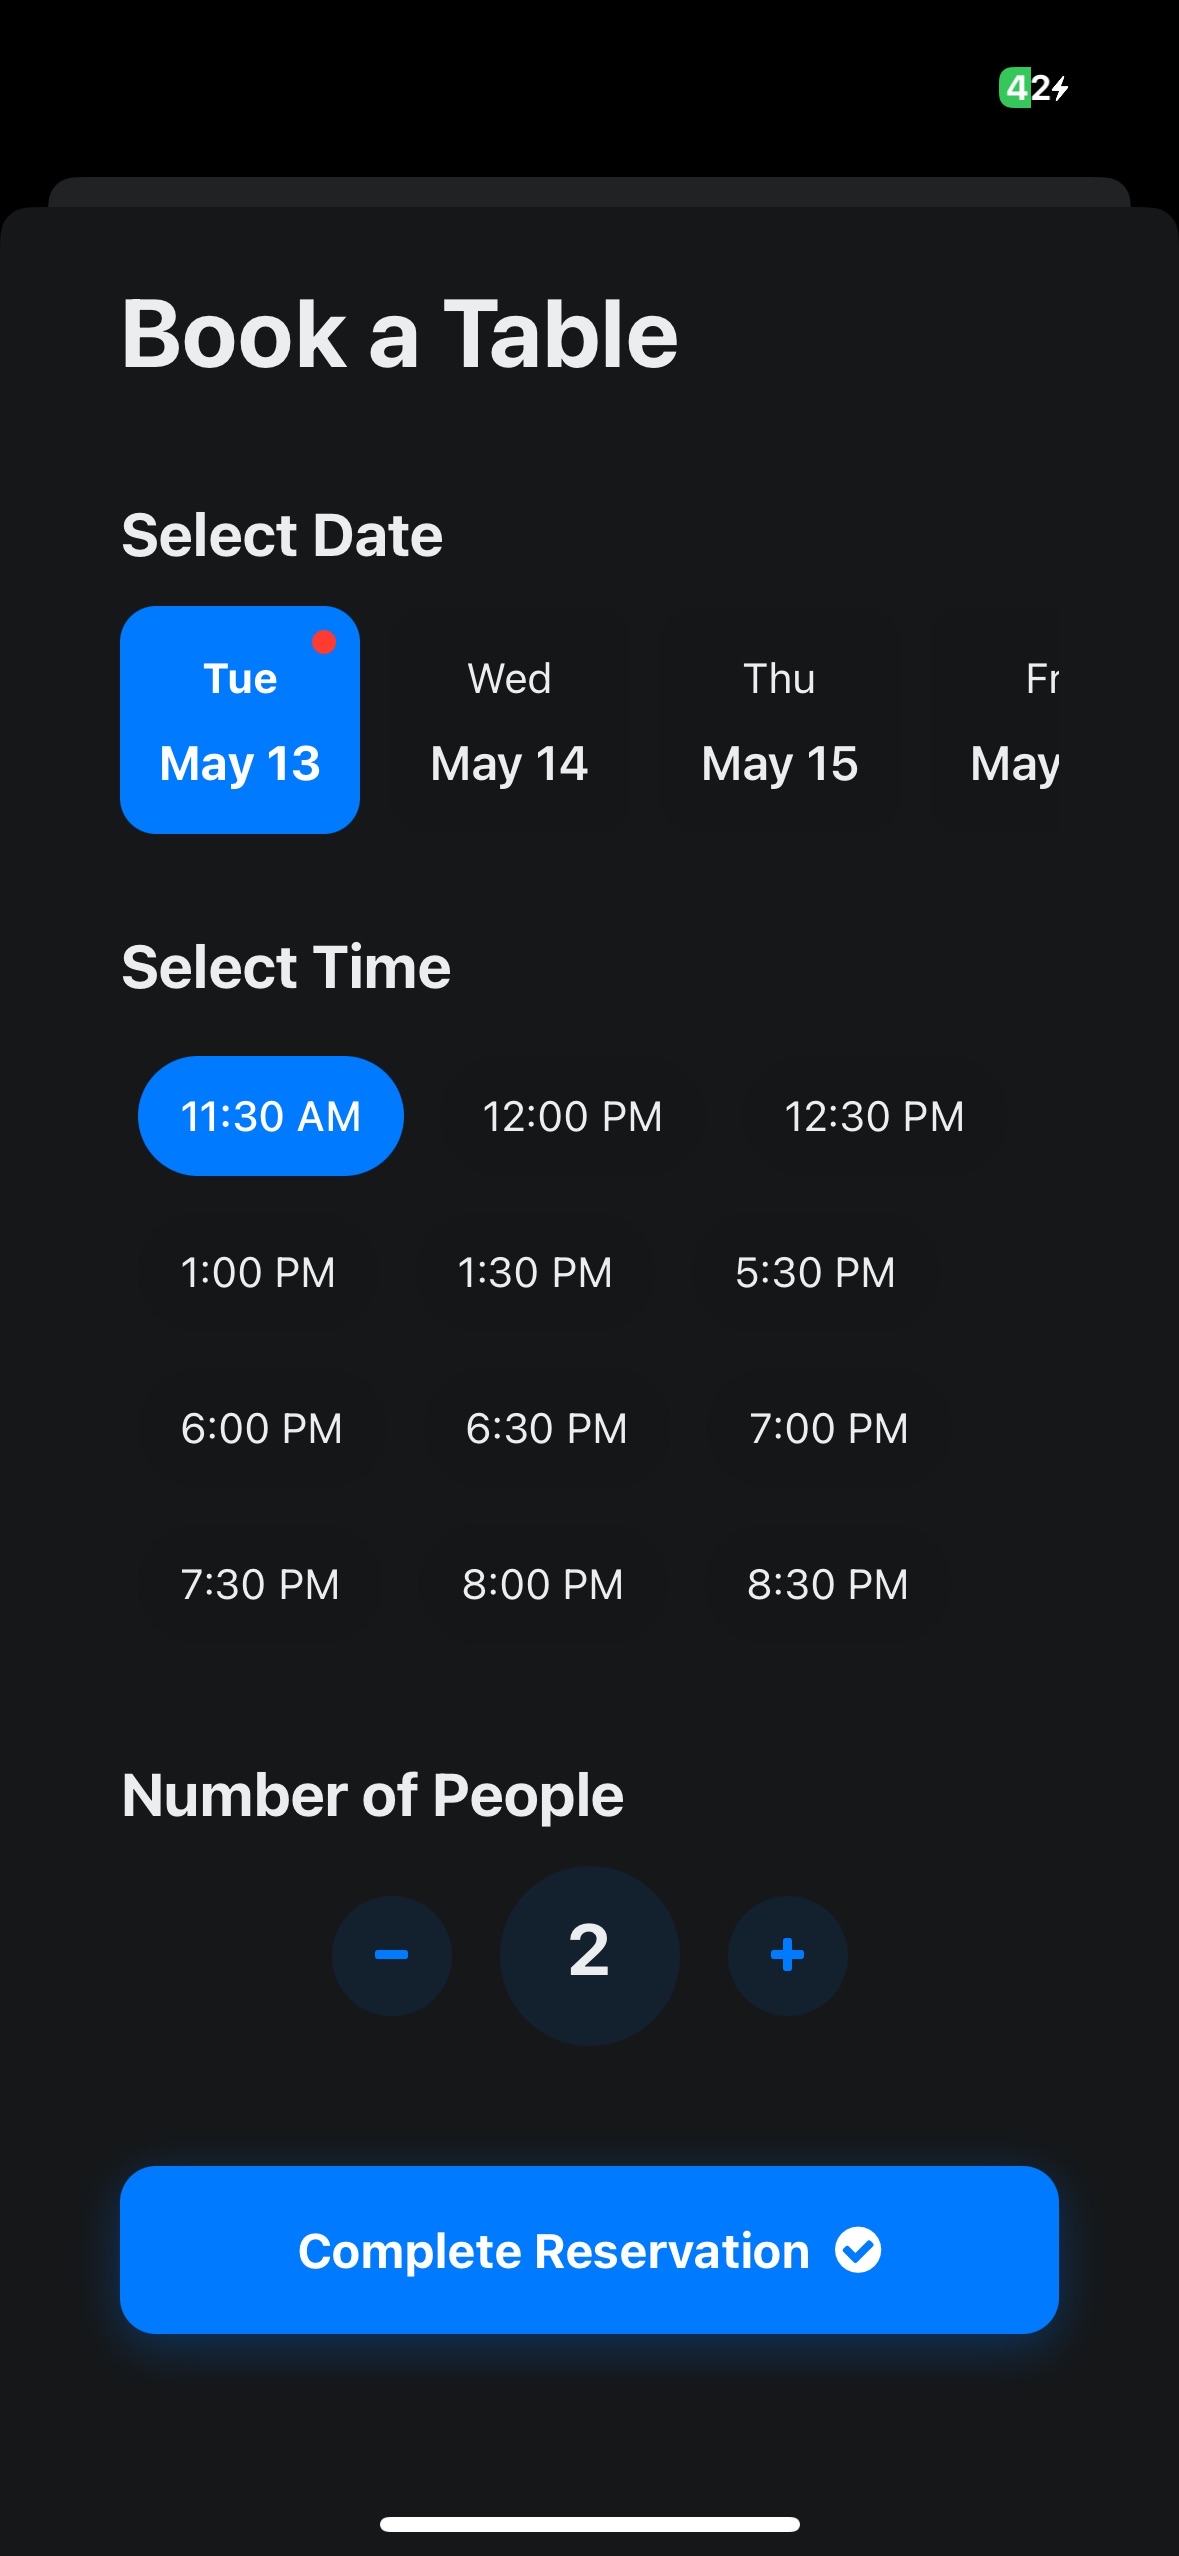 42
Book a Table
Select Date
Tue Wed Thu Fr
May 13 May 14 May 15 May
Select Time
11:30 AM 12:00 PM 12:30 PM
1:00 PM 1:30 PM 5:30 PM
6:00 PM 6:30 PM 7:00 PM
7:30 PM 8:00 PM 8:30 PM
Number of People
2
Complete Reservation